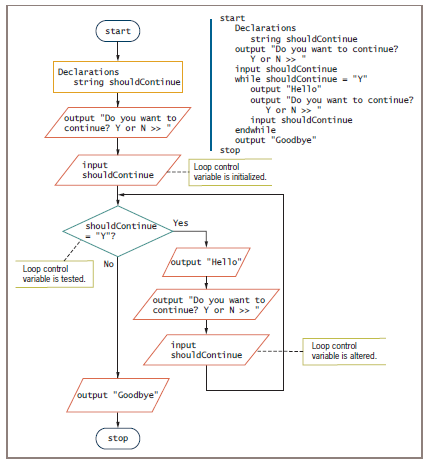 start
Declarations
string shouldContinue
output "Do you want to
continue? Y or N >> "
input
shouldContinue
Loop control
variable is initialized.
shouldContinue
= "Y"?
Yes
No
Loop control
variable is tested.
output "Hello"
output "Do you want to
continue? Y or N >> "
input
shouldContinue
Loop control
variable is altered.
output "Goodbye"
stop
start
Declarations
string shouldContinue
output "Do you want to continue?
Y or N >> "
input shouldContinue
while shouldContinue = "Y"
output "Hello"
output "Do you want to continue?
Y or N >> "
input shouldContinue
endwhile
output "Goodbye"
stop